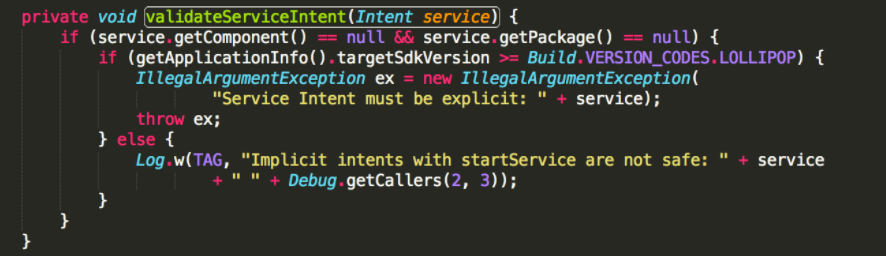 private void validateServiceIntent(Intent service) {
    if (service.getComponent() == null && service.getPackage() == null) {
        if (getApplicationInfo().targetSdkVersion >= Build.VERSION_CODES.LOLLIPOP) {
            IllegalArgumentException ex = new IllegalArgumentException(
                    "Service Intent must be explicit: " + service);
            throw ex;
        } else {
            Log.w(TAG, "Implicit intents with startService are not safe: " + service
                    + " " + Debug.getCallers(2, 3));
        }
    }
}